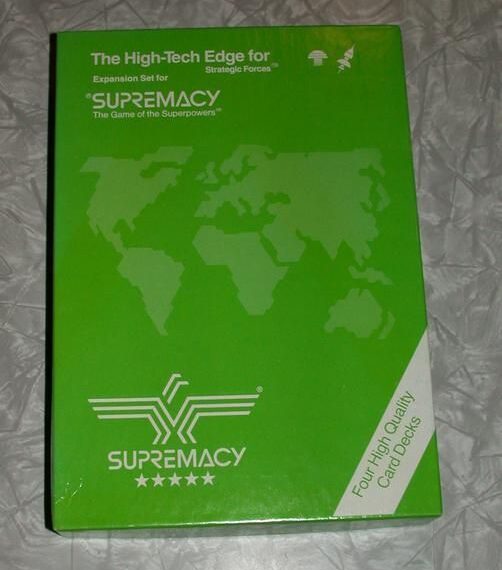 The High-Tech Edge for
Strategic Forces™
Expansion Set for
®SUPREMACY
The Game of the Superpowers™
®
SUPREMACY
Four High Quality
Card Decks